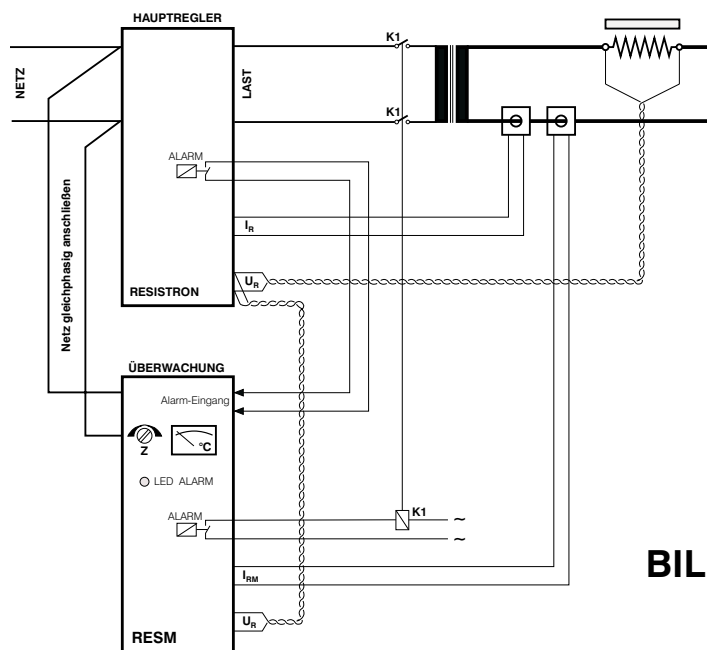 HAUPTREGLER
K1
NETZ
LAST
K1
ALARM
Netz gleichphasig anschließen
IR
UR
RESISTRON
ÜBERWACHUNG
Alarm-Eingang
Z
°C
LED ALARM
ALARM
K1
~
~
IRM
BIL
UR
RESM